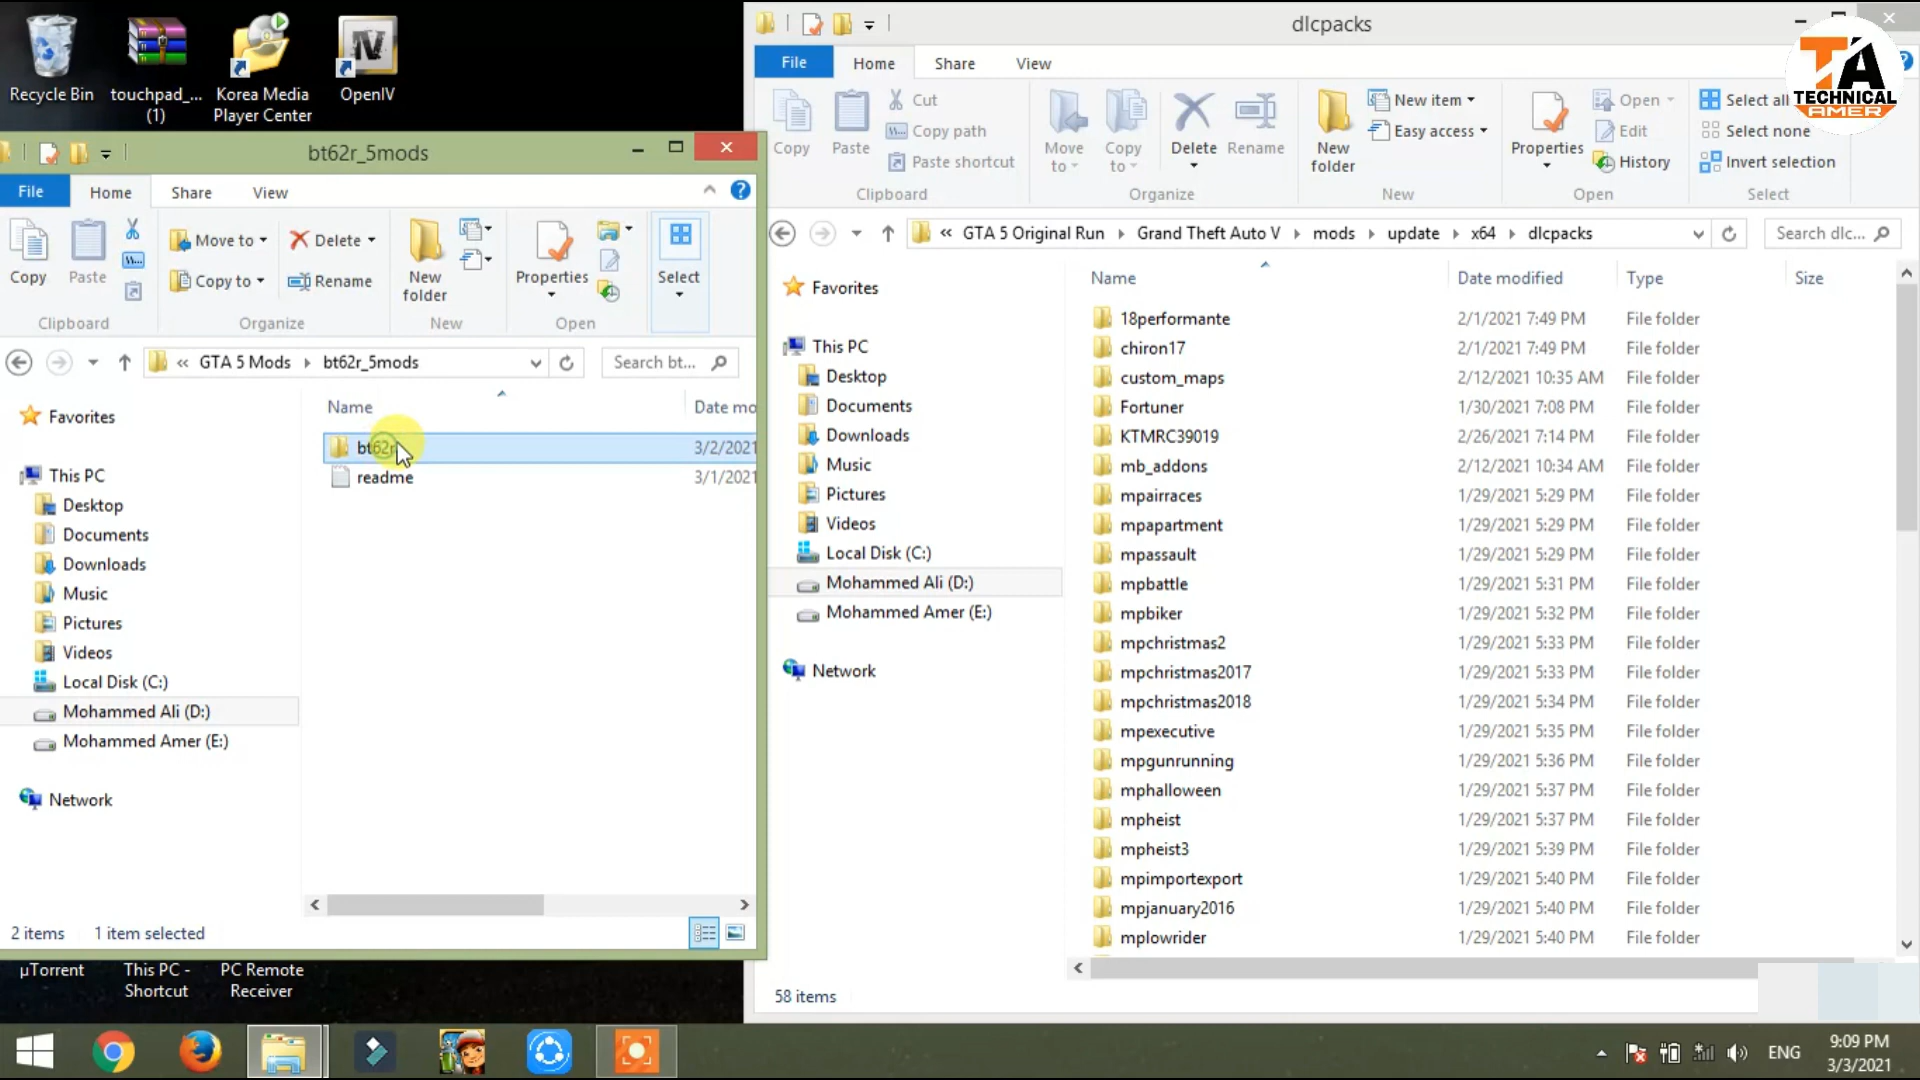 Recycle Bin
touchpad_...
(1)
Korea Media
Player Center
OpenIV
bt62r_5mods
File
Home
Share
View
Copy
Paste
Move to
Copy to
Delete
Rename
New
folder
Properties
Select
Clipboard
Organize
New
Open
« GTA 5 Mods
bt62r_5mods
Search bt...
Favorites
This PC
Desktop
Documents
Downloads
Music
Pictures
Videos
Local Disk (C:)
Mohammed Ali (D:)
Mohammed Amer (E:)
Network
Name
Date mo
bt62r
3/2/2021
readme
3/1/2021
2 items
1 item selected
dlcpacks
File
Home
Share
View
Copy
Paste
Cut
Copy path
Paste shortcut
Move
to
Copy
to
Delete
Rename
New
folder
New item
Easy access
Properties
Open
Edit
History
Select all
Select none
Invert selection
Clipboard
Organize
New
Open
Select
TA
TECHNICAL
AMER
« GTA 5 Original Run
Grand Theft Auto V
mods
update
x64
dlcpacks
Search dlc...
Favorites
This PC
Desktop
Documents
Downloads
Music
Pictures
Videos
Local Disk (C:)
Mohammed Ali (D:)
Mohammed Amer (E:)
Network
Name
Date modified
Type
Size
18performante 2/1/2021 7:49 PM File folder
chiron17 2/1/2021 7:49 PM File folder
custom_maps 2/12/2021 10:35 AM File folder
Fortuner 1/30/2021 7:08 PM File folder
KTMRC39019 2/26/2021 7:14 PM File folder
mb_addons 2/12/2021 10:34 AM File folder
mpairraces 1/29/2021 5:29 PM File folder
mpapartment 1/29/2021 5:29 PM File folder
mpassault 1/29/2021 5:29 PM File folder
mpbattle 1/29/2021 5:31 PM File folder
mpbiker 1/29/2021 5:32 PM File folder
mpchristmas2 1/29/2021 5:33 PM File folder
mpchristmas2017 1/29/2021 5:33 PM File folder
mpchristmas2018 1/29/2021 5:34 PM File folder
mpexecutive 1/29/2021 5:35 PM File folder
mpgunrunning 1/29/2021 5:36 PM File folder
mphalloween 1/29/2021 5:37 PM File folder
mpheist 1/29/2021 5:37 PM File folder
mpheist3 1/29/2021 5:39 PM File folder
mpimportexport 1/29/2021 5:40 PM File folder
mpjanuary2016 1/29/2021 5:40 PM File folder
mplowrider 1/29/2021 5:40 PM File folder
58 items
µTorrent
This PC -
Shortcut
PC Remote
Receiver
ENG
9:09 PM
3/3/2021